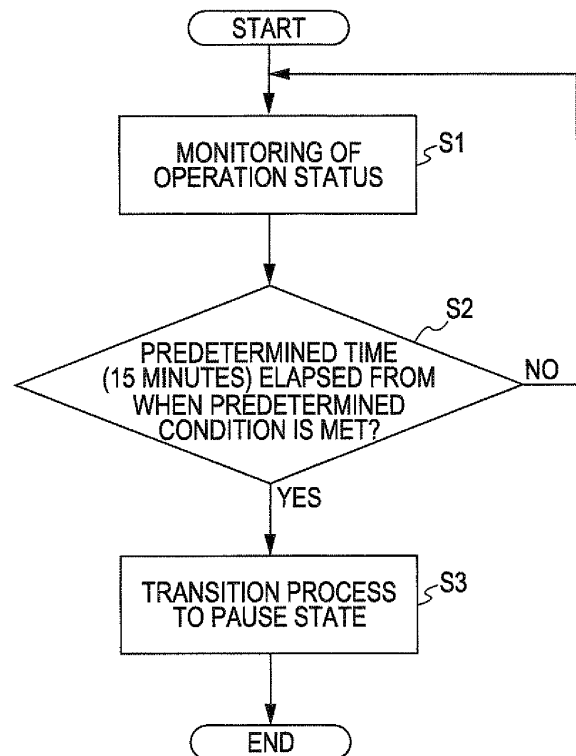 START
MONITORING OF
OPERATION STATUS
S1
S2
PREDETERMINED TIME
(15 MINUTES) ELAPSED FROM
WHEN PREDETERMINED
CONDITION IS MET?
NO
YES
TRANSITION PROCESS
TO PAUSE STATE
S3
END